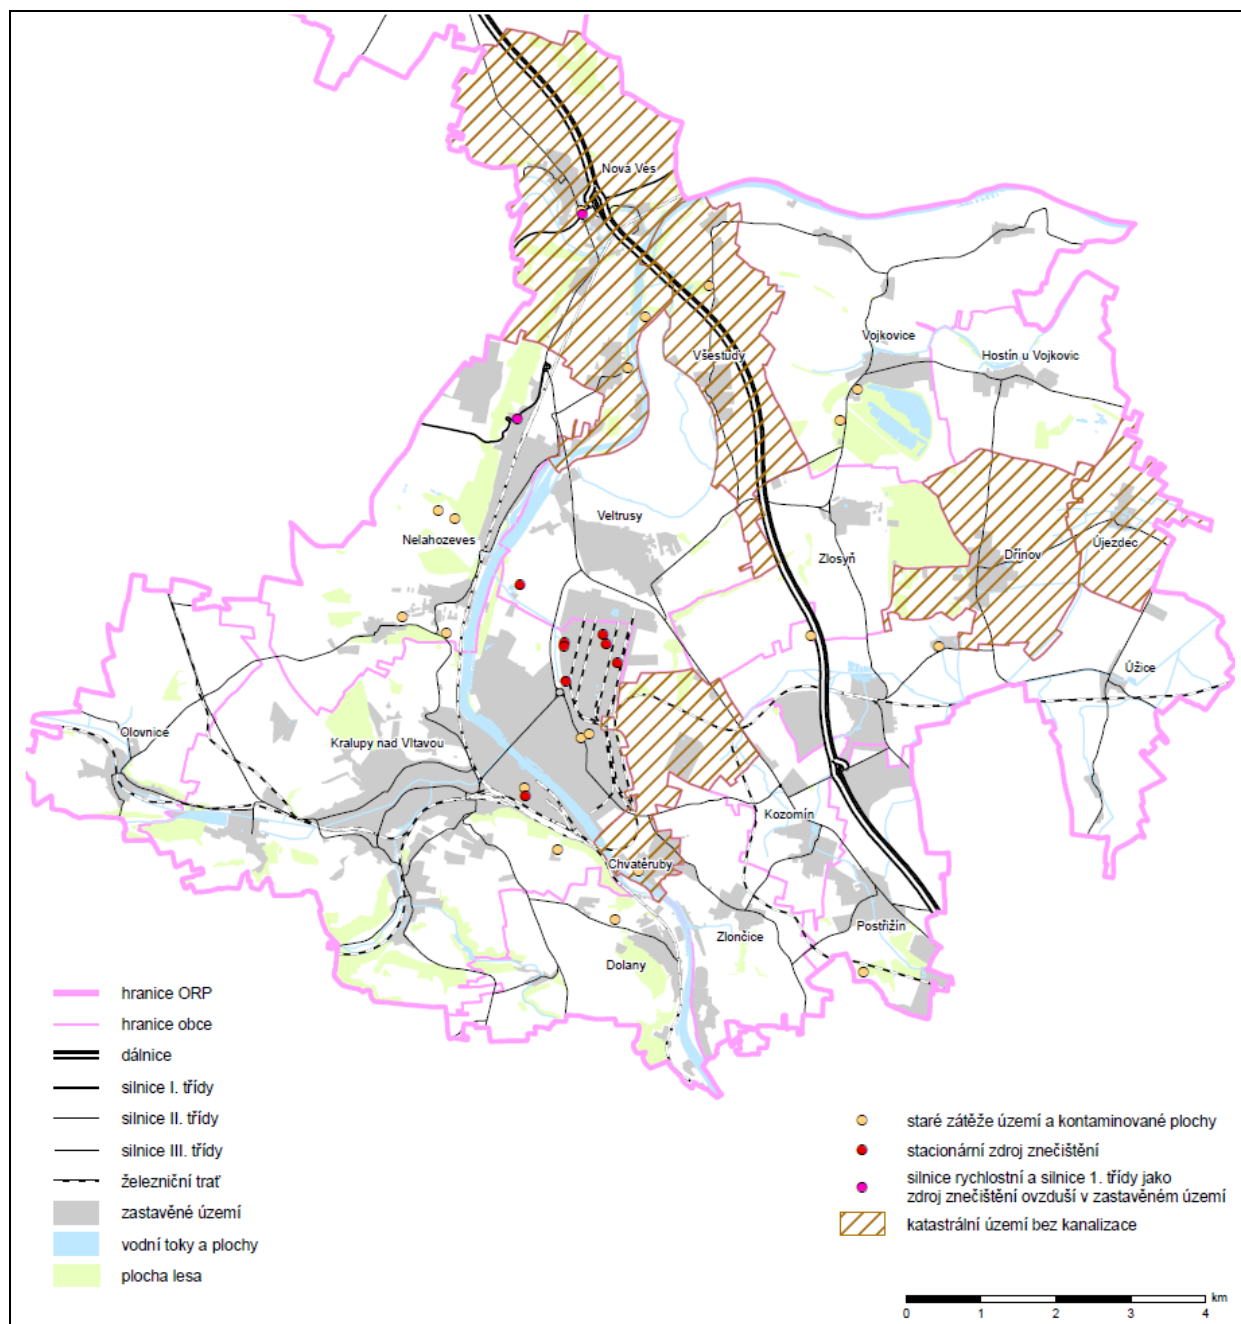 Nová Ves
Vojkovice
Hostín u Vojkovic
Všestudy
Veltrusy
Nelahozeves
Zlosyň
Dřínov
Újezdec
Úžice
Olovnice
Kralupy nad Vltavou
Kozomín
Chvatěruby
Zlončice
Postřižín
Dolany
hranice ORP
hranice obce
dálnice
silnice I. třídy
silnice II. třídy
silnice III. třídy
železniční trať
zastavěné území
vodní toky a plochy
plocha lesa
staré zátěže území a kontaminované plochy
stacionární zdroj znečištění
silnice rychlostní a silnice 1. třídy jako
zdroj znečištění ovzduší v zastavěném území
katastrální území bez kanalizace
km
0 1 2 3 4